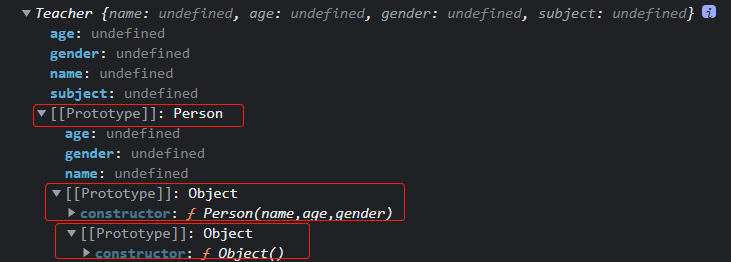 Teacher {name: undefined, age: undefined, gender: undefined, subject: undefined} i
age: undefined
gender: undefined
name: undefined
subject: undefined
[[Prototype]]: Person
age: undefined
gender: undefined
name: undefined
[[Prototype]]: Object
constructor: ƒ Person(name,age,gender)
[[Prototype]]: Object
constructor: ƒ Object()